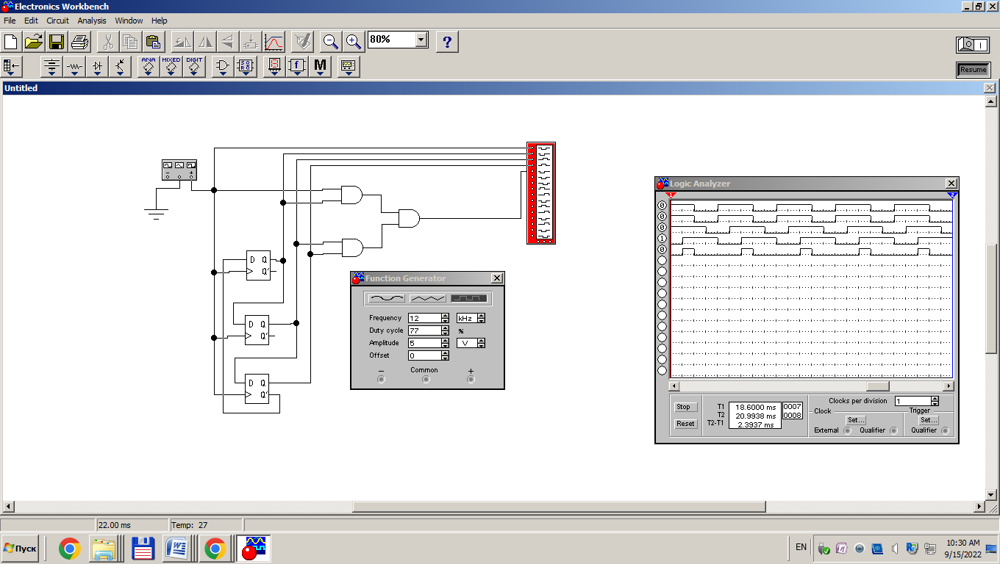 Electronics Workbench
File Edit Circuit Analysis Window Help
80%
?
I
ANA MIXED DIGIT
f M
Resume
Untitled
Logic Analyzer
1 2
0
0
0
1
0
D Q
Q'
D Q
Q'
D Q
Q'
Function Generator
Frequency 12 kHz
Duty cycle 77 %
Amplitude 5 V
Offset 0
− Common +
Clocks per division 1
Stop
Reset
T1 18.6000 ms 0007
T2 20.9938 ms 0008
T2-T1 2.3937 ms
Clock Trigger
Set... Set...
External Qualifier Qualifier
22.00 ms Temp: 27
Пуск
EN
10:30 AM
9/15/2022